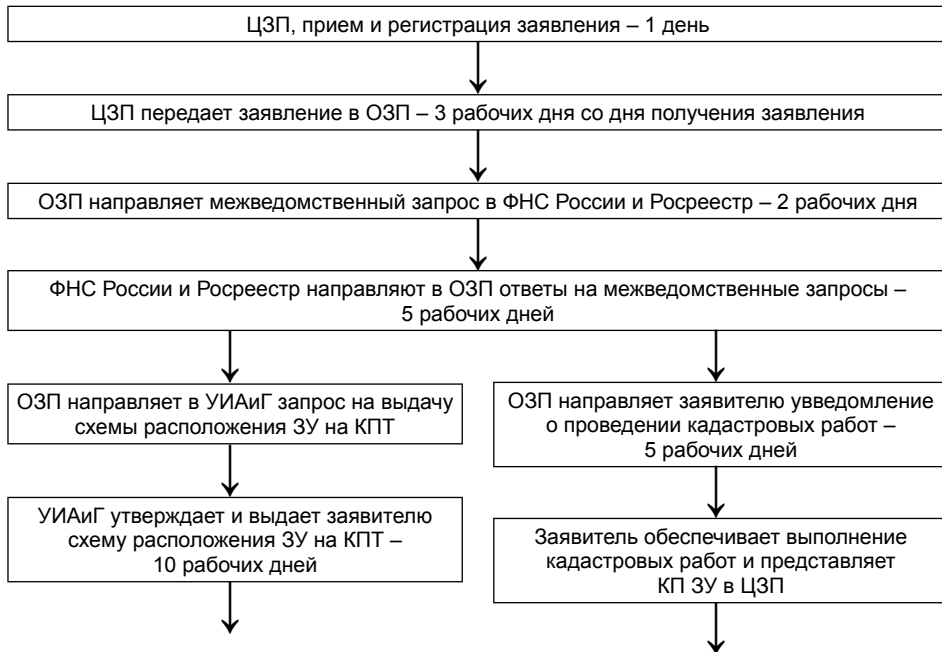 ЦЗП, прием и регистрация заявления – 1 день
ЦЗП передает заявление в ОЗП – 3 рабочих дня со дня получения заявления
ОЗП направляет межведомственный запрос в ФНС России и Росреестр – 2 рабочих дня
ФНС России и Росреестр направляют в ОЗП ответы на межведомственные запросы –
5 рабочих дней
ОЗП направляет в УИАиГ запрос на выдачу
схемы расположения ЗУ на КПТ
УИАиГ утверждает и выдает заявителю
схему расположения ЗУ на КПТ –
10 рабочих дней
ОЗП направляет заявителю увведомление
о проведении кадастровых работ –
5 рабочих дней
Заявитель обеспечивает выполнение
кадастровых работ и представляет
КП ЗУ в ЦЗП